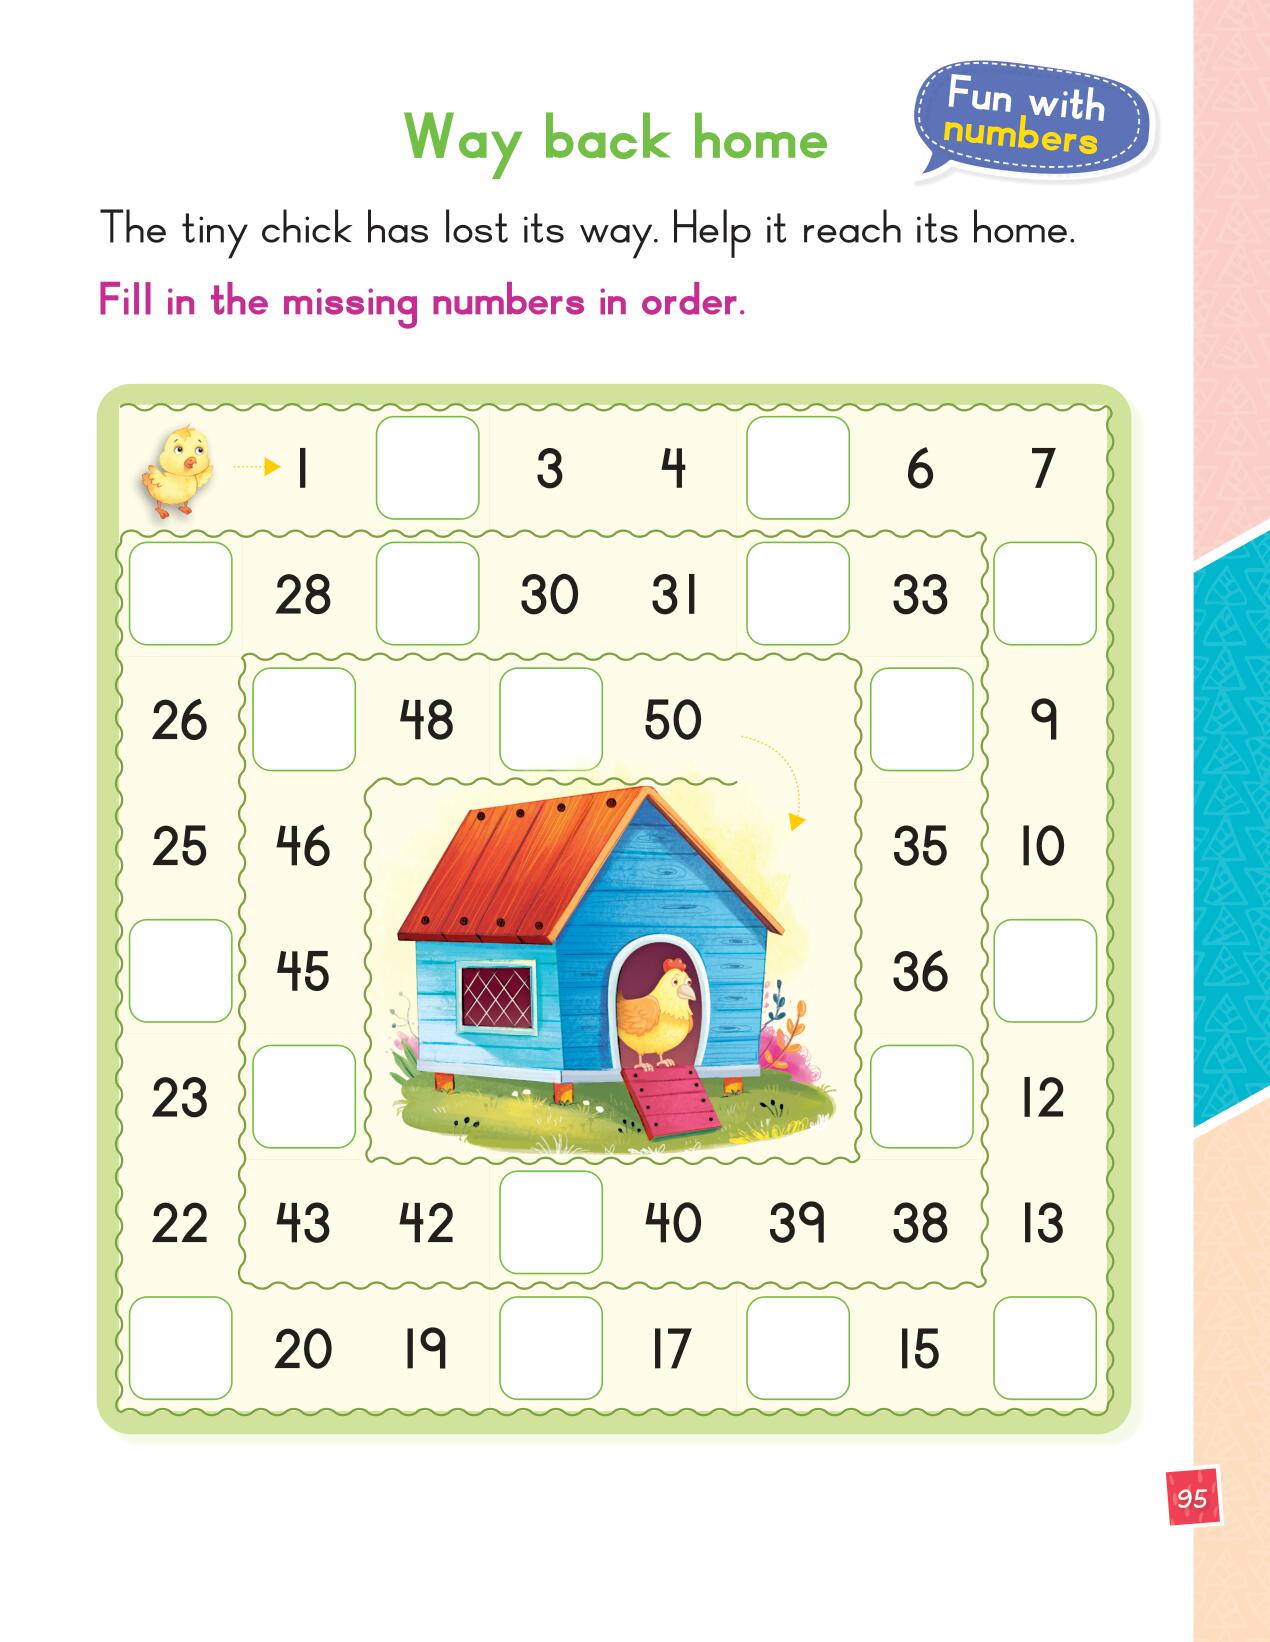 Fun with
numbers
Way back home
The tiny chick has lost its way. Help it reach its home.
Fill in the missing numbers in order.
1 3 4 6 7
28 30 31 33
26 48 50 9
25 46 35 10
45 36
23 12
22 43 42 40 39 38 13
20 19 17 15
95